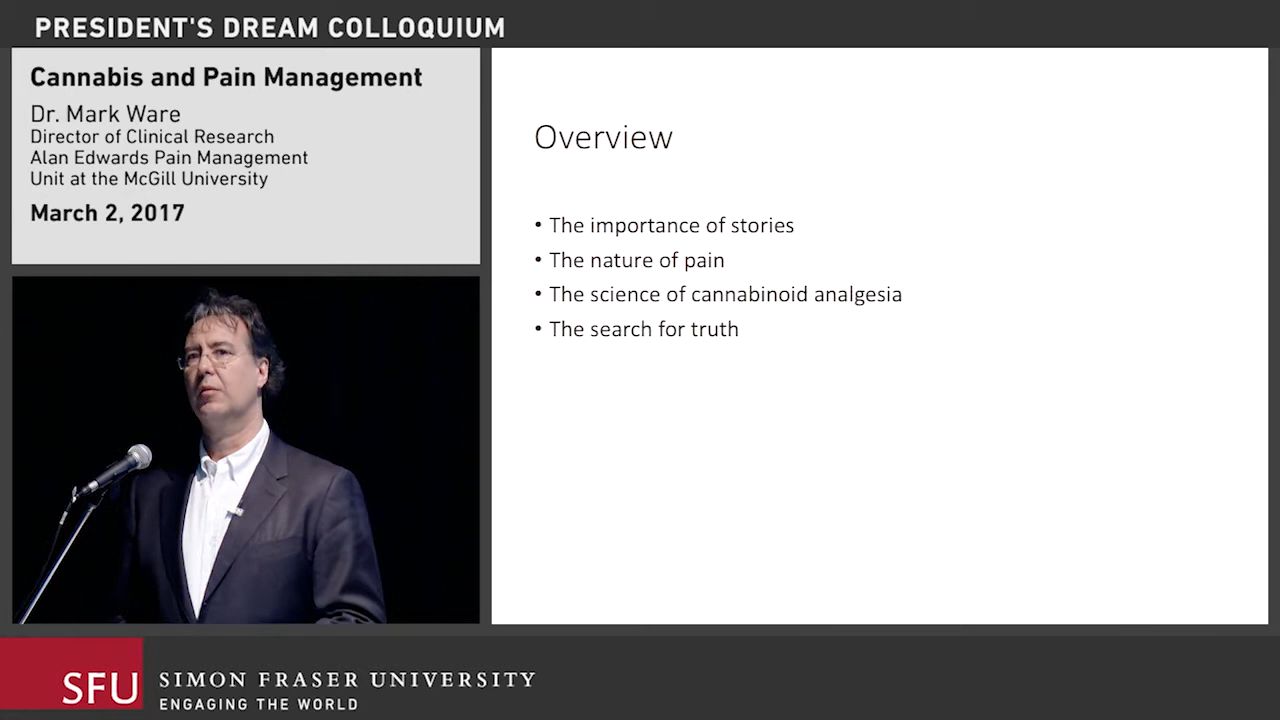 PRESIDENT'S DREAM COLLOQUIUM
Cannabis and Pain Management
Dr. Mark Ware
Director of Clinical Research
Alan Edwards Pain Management
Unit at the McGill University
March 2, 2017
Overview
• The importance of stories
• The nature of pain
• The science of cannabinoid analgesia
• The search for truth
SFU
SIMON FRASER UNIVERSITY
ENGAGING THE WORLD